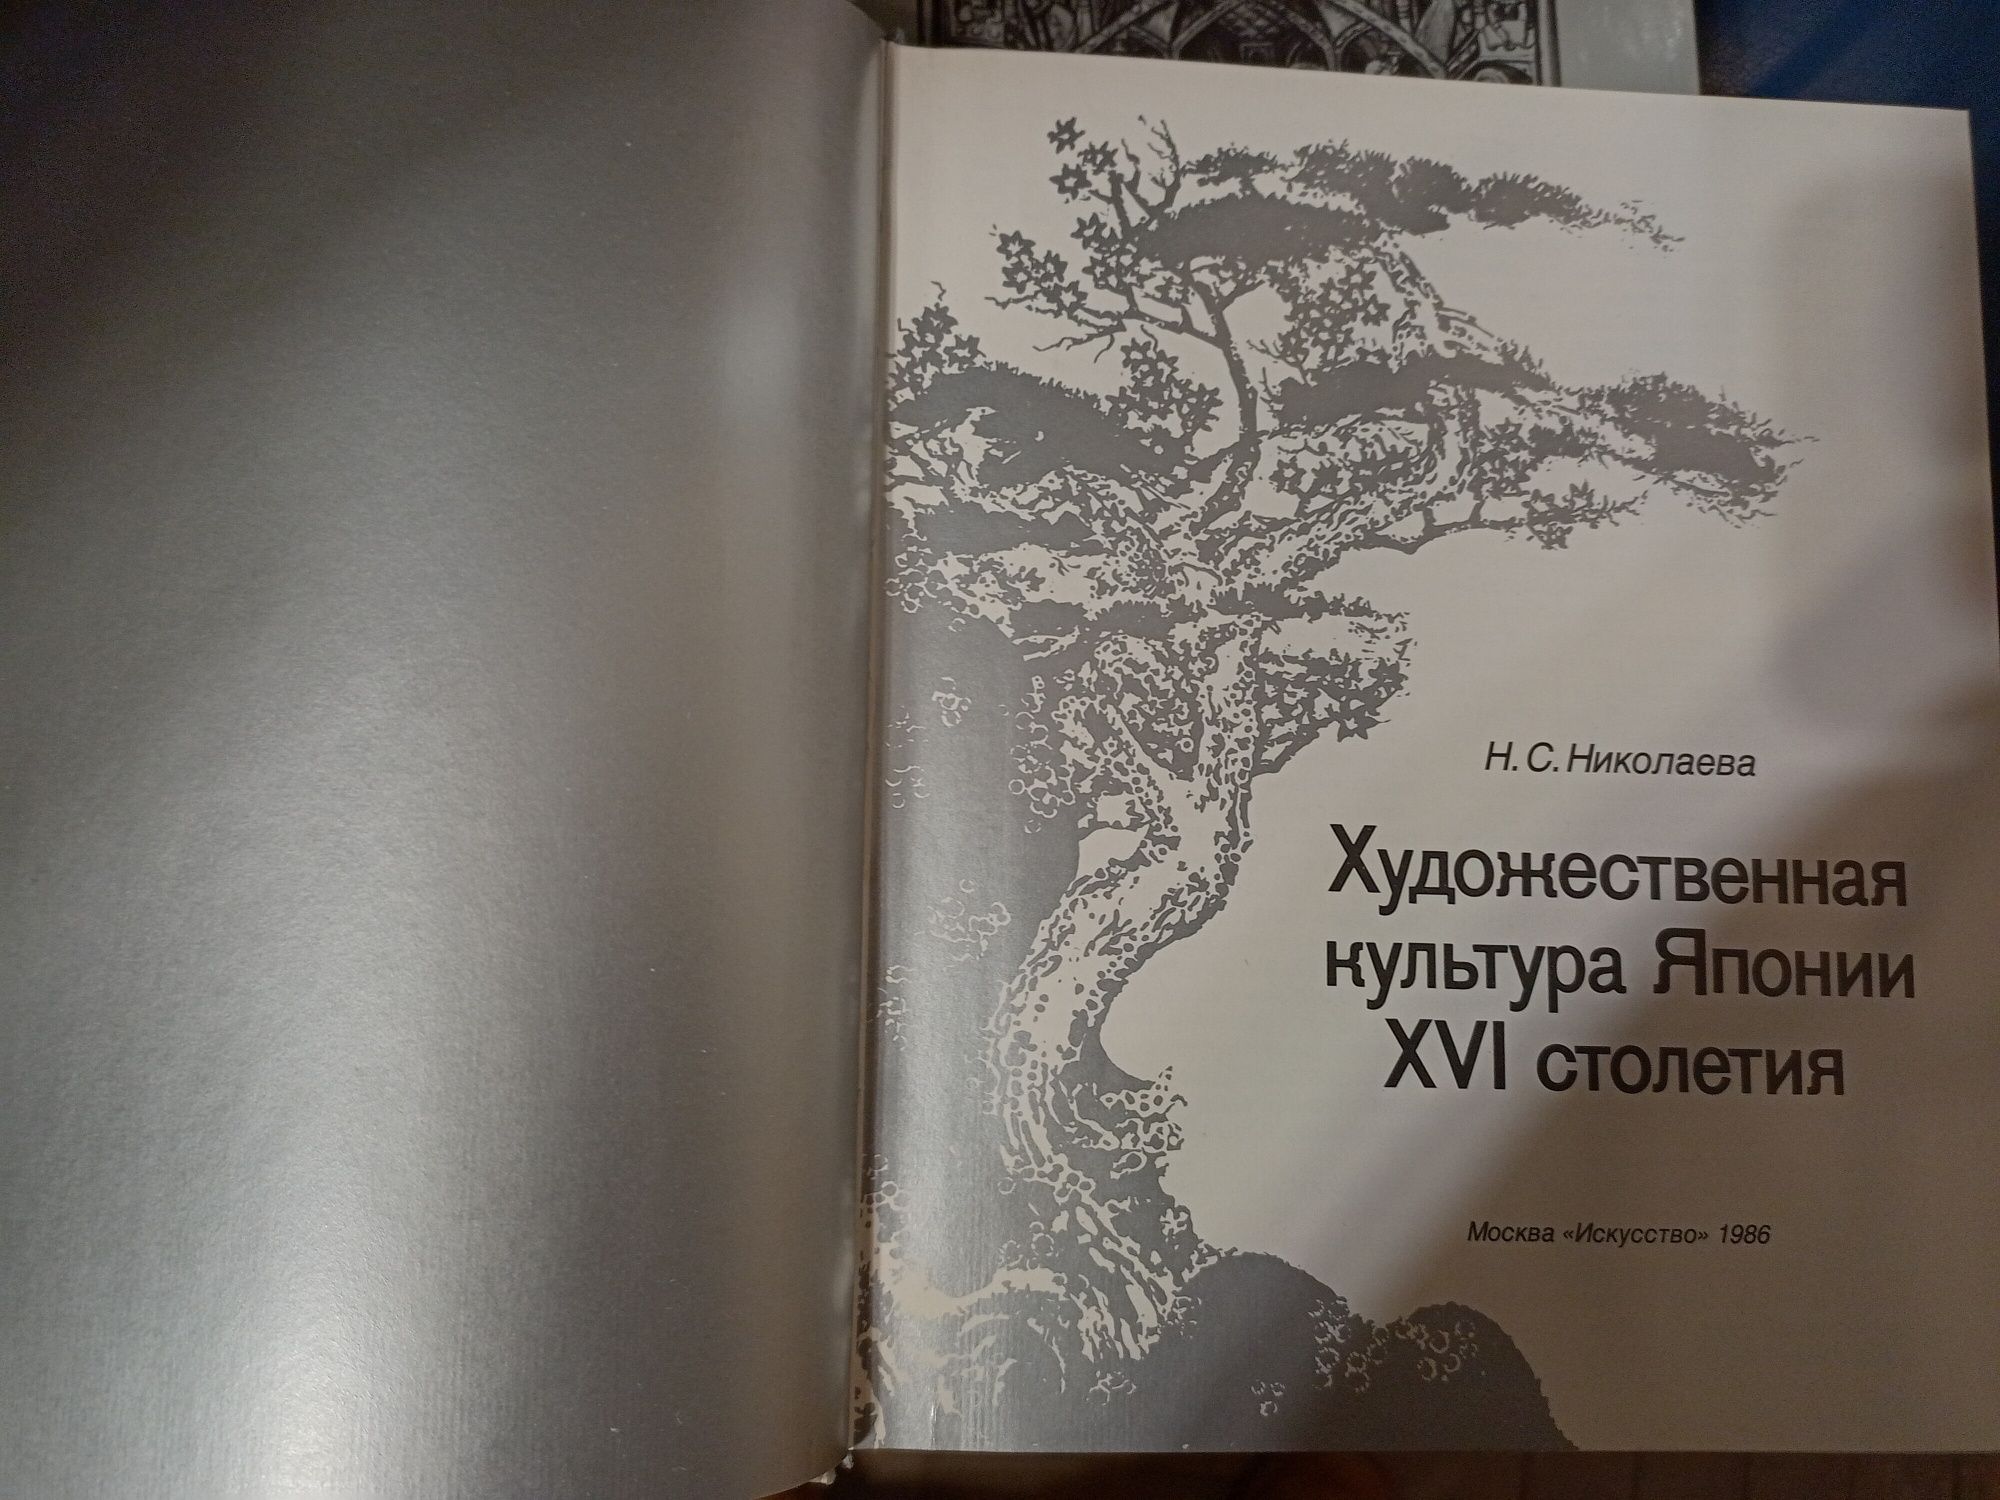 Н. С. Николаева
Художественная
культура Японии
XVI столетия
Москва «Искусство» 1986